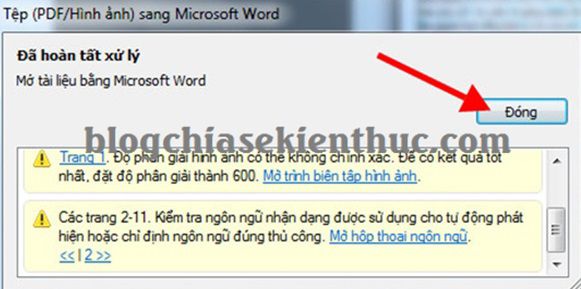 Tệp (PDF/Hình ảnh) sang Microsoft Word
Đã hoàn tất xử lý
Mở tài liệu bằng Microsoft Word
Đóng
blogchiasekienthuc.com
Trang 1. Độ phân giải hình ảnh có thể không chính xác. Để có kết quả tốt
nhất, đặt độ phân giải thành 600. Mở trình biên tập hình ảnh.
Các trang 2-11. Kiểm tra ngôn ngữ nhận dạng được sử dụng cho tự động phát
hiện hoặc chỉ định ngôn ngữ đúng thủ công. Mở hộp thoại ngôn ngữ.
<< | 2 >>